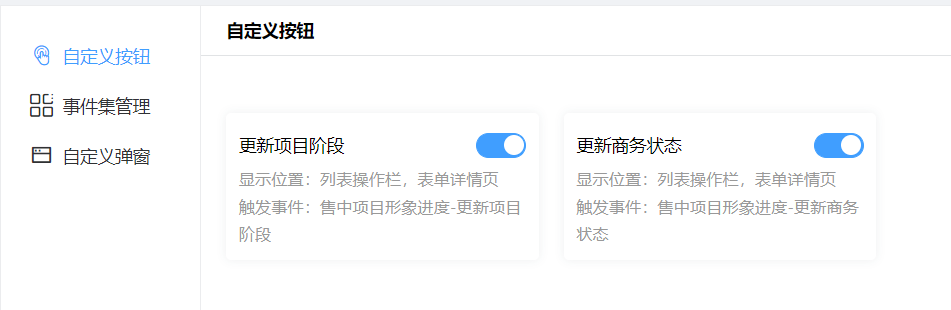 自定义按钮
事件集管理
自定义弹窗
自定义按钮
更新项目阶段
显示位置：列表操作栏，表单详情页
触发事件：售中项目形象进度-更新项目
阶段
更新商务状态
显示位置：列表操作栏，表单详情页
触发事件：售中项目形象进度-更新商务
状态